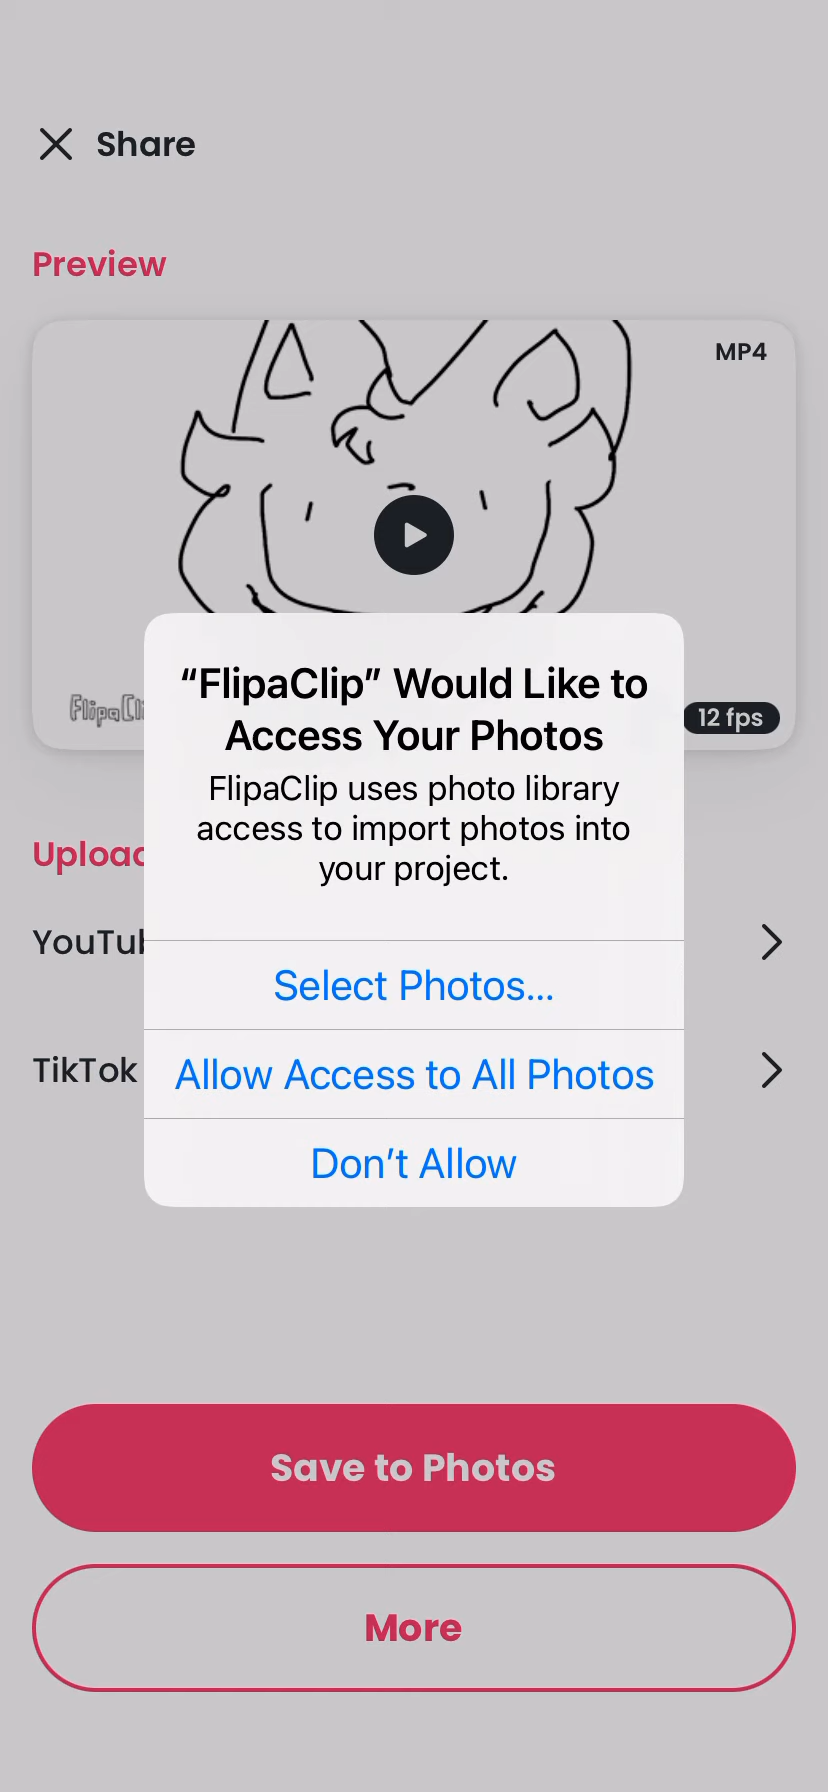 Share
Preview
MP4
“FlipaClip” Would Like to
Access Your Photos
FlipaClip uses photo library
access to import photos into
your project.
12 fps
Select Photos...
TikTok
Allow Access to All Photos
Don’t Allow
Save to Photos
More